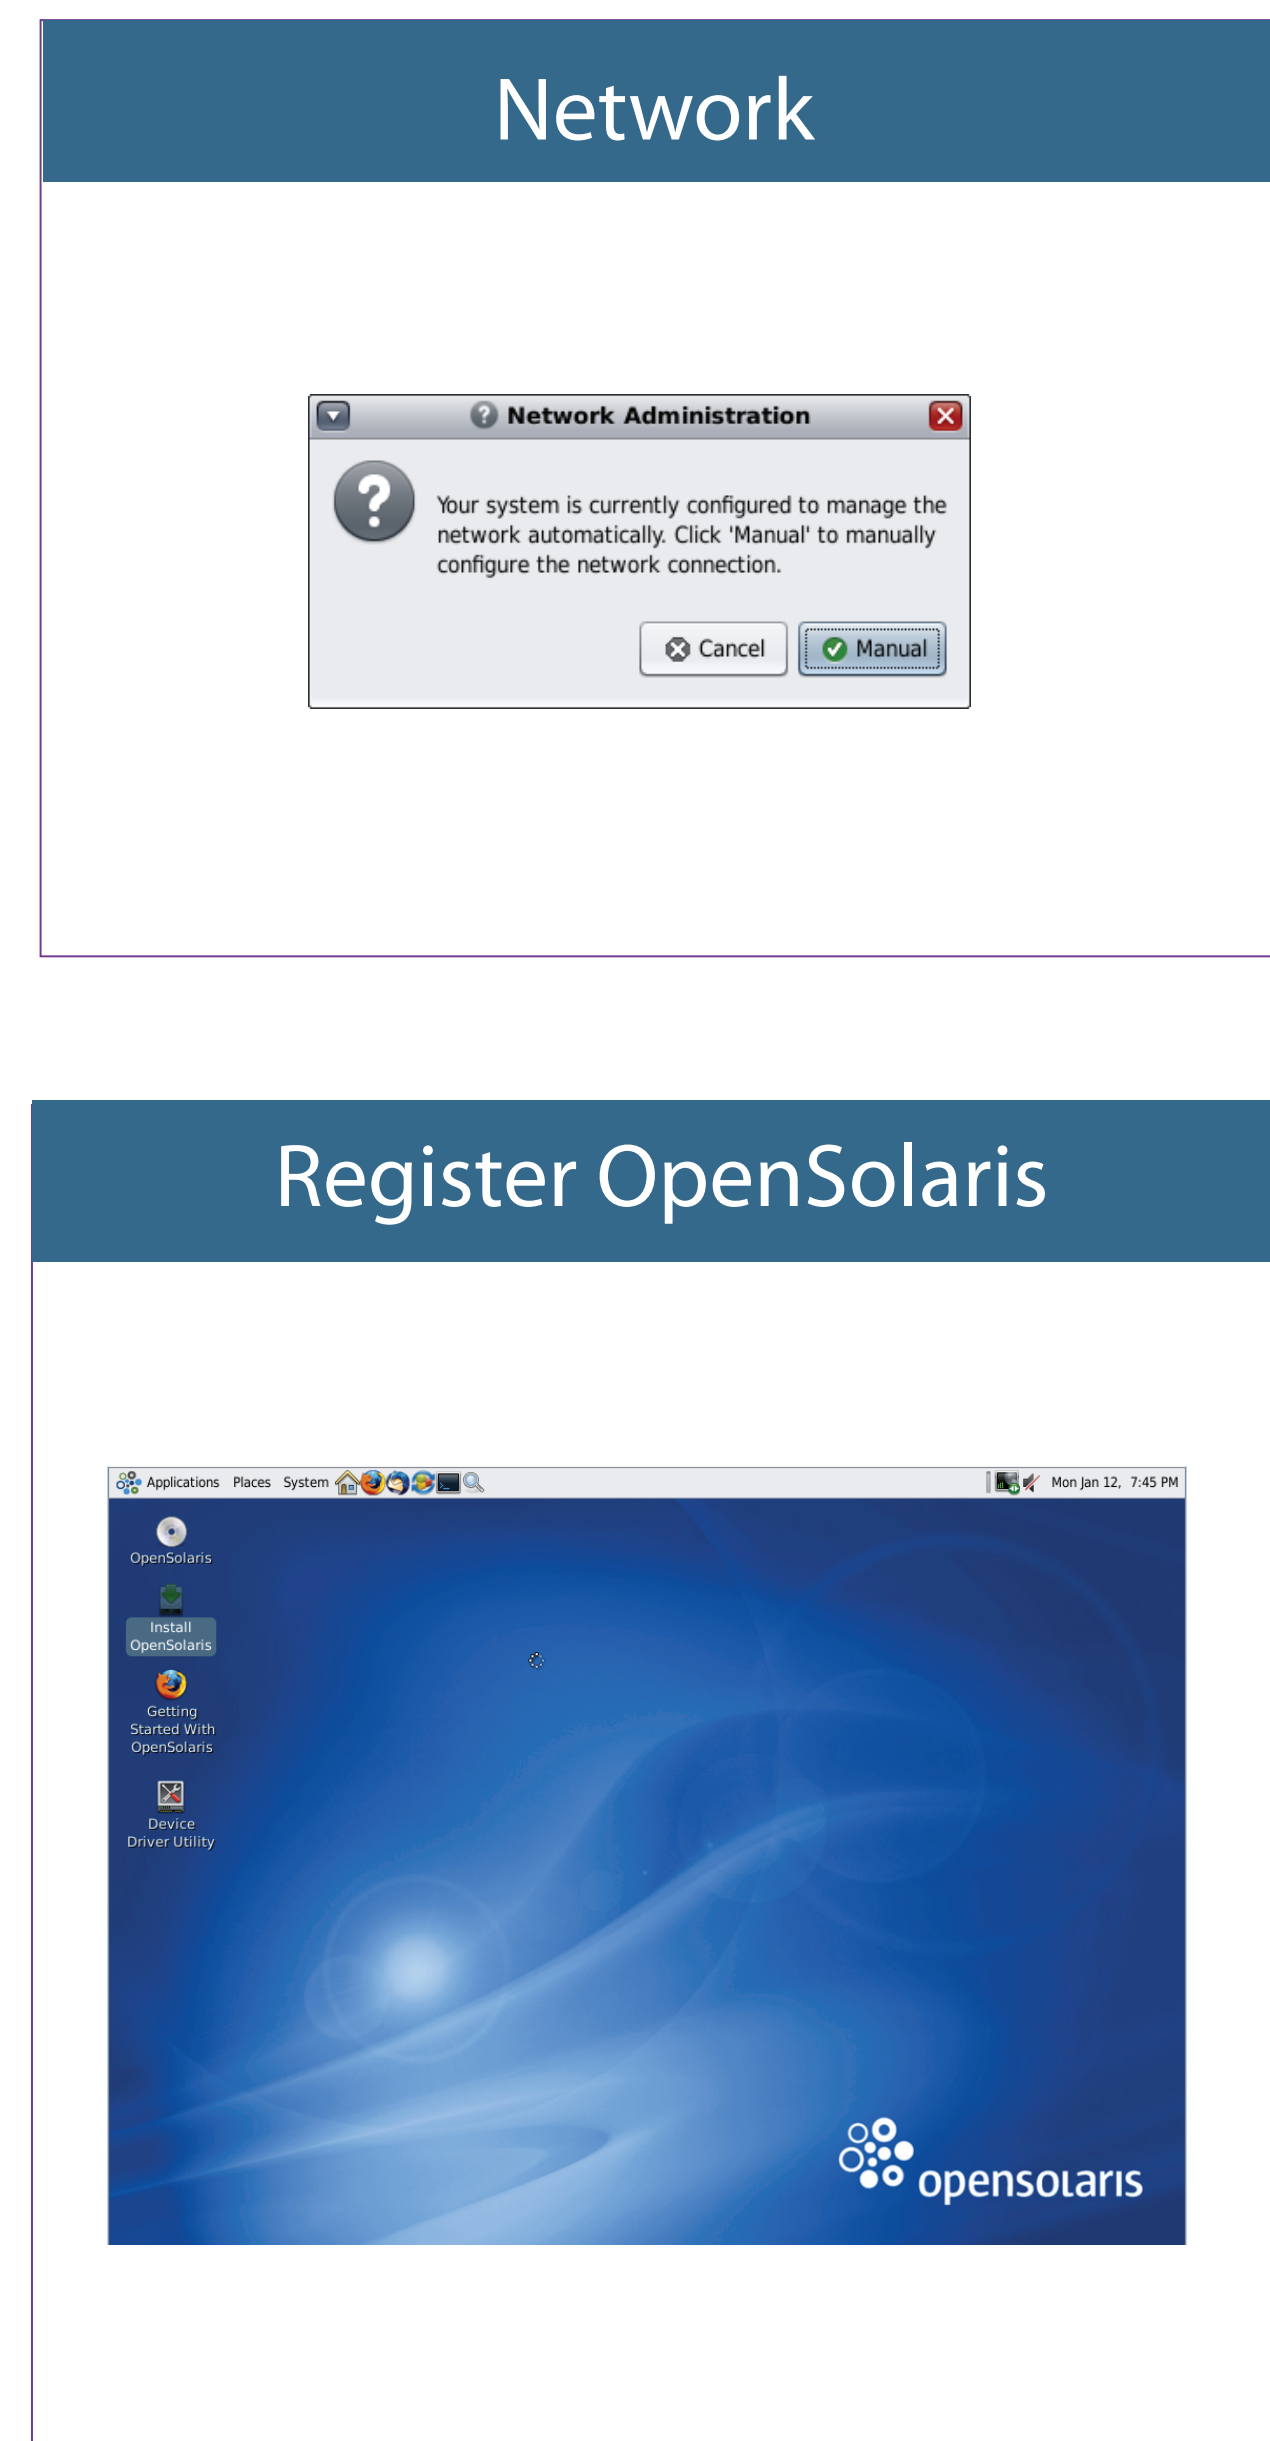 Network
Network Administration
Your system is currently configured to manage the
network automatically. Click 'Manual' to manually
configure the network connection.
Cancel Manual
Register OpenSolaris
Applications Places System Mon Jan 12, 7:45 PM
OpenSolaris
Install
OpenSolaris
Getting
Started With
OpenSolaris
Device
Driver Utility
opensolaris